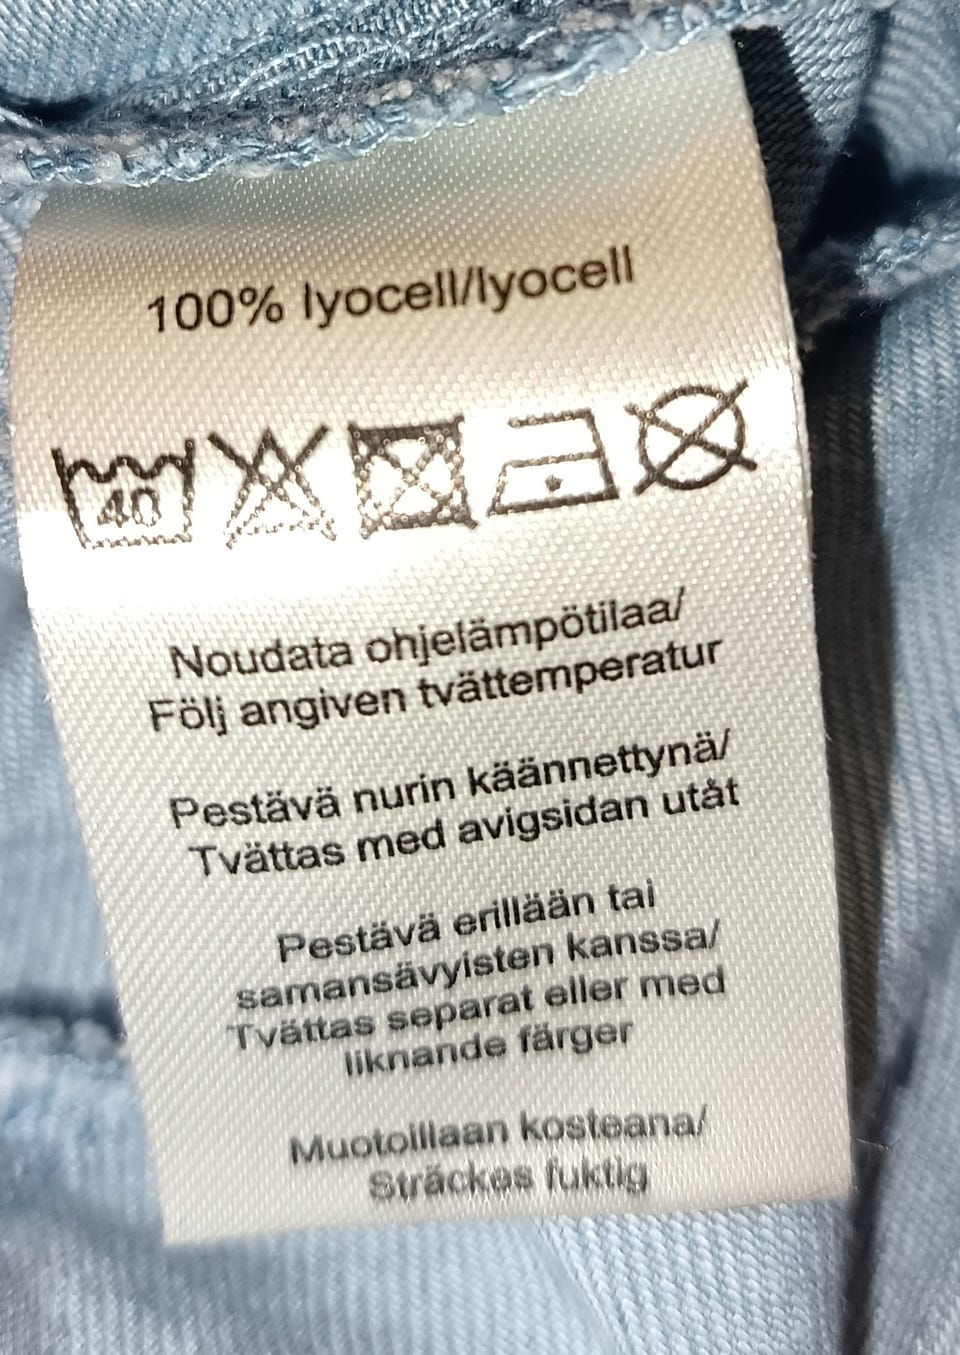 100% lyocell/lyocell
40
Noudata ohjelämpötilaa/
Följ angiven tvättemperatur
Pestävä nurin käännettynä/
Tvättas med avigsidan utåt
Pestävä erillään tai
samansävyisten kanssa/
Tvättas separat eller med
liknande färger
Muotoillaan kosteana/
Sträckes fuktig